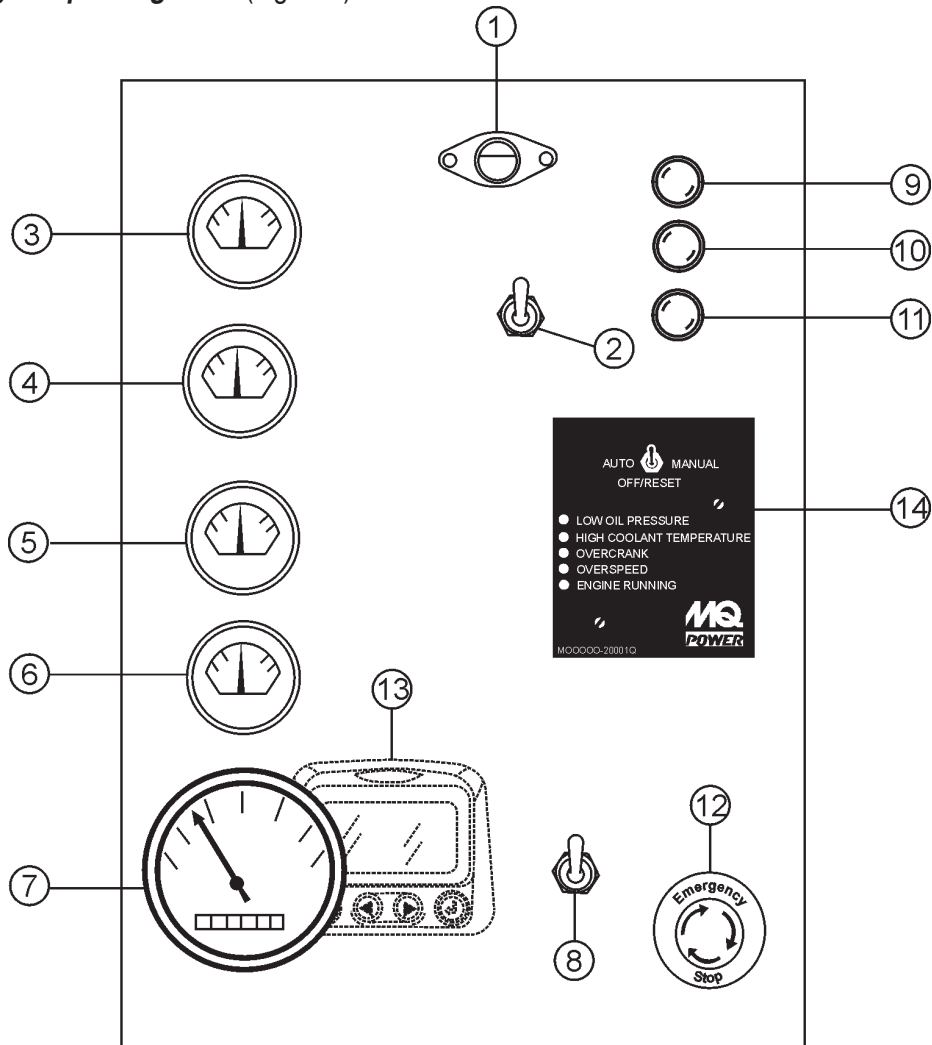 1
9
3
10
11
2
4
AUTO MANUAL
OFF/RESET
14
LOW OIL PRESSURE
HIGH COOLANT TEMPERATURE
OVERCRANK
OVERSPEED
ENGINE RUNNING
5
MQ
POWER
MOOOOO-20001Q
6
13
12
Emergency
Stop
7
8